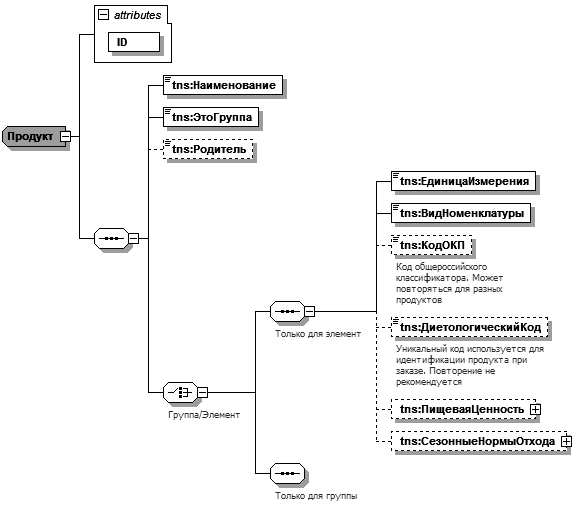 attributes
ID
tns:Наименование
tns:ЭтоГруппа
Продукт
tns:Родитель
tns:ЕдиницаИзмерения
tns:ВидНоменклатуры
tns:КодОКП
Код общероссийского
классификатора. Может
повторяться для разных
продуктов
Только для элемент
tns:ДиетологическийКод
Уникальный код используется для
идентификации продукта при
заказе. Повторение не
рекомендуется
Группа/Элемент
tns:ПищеваяЦенность
tns:СезонныеНормыОтхода
Только для группы